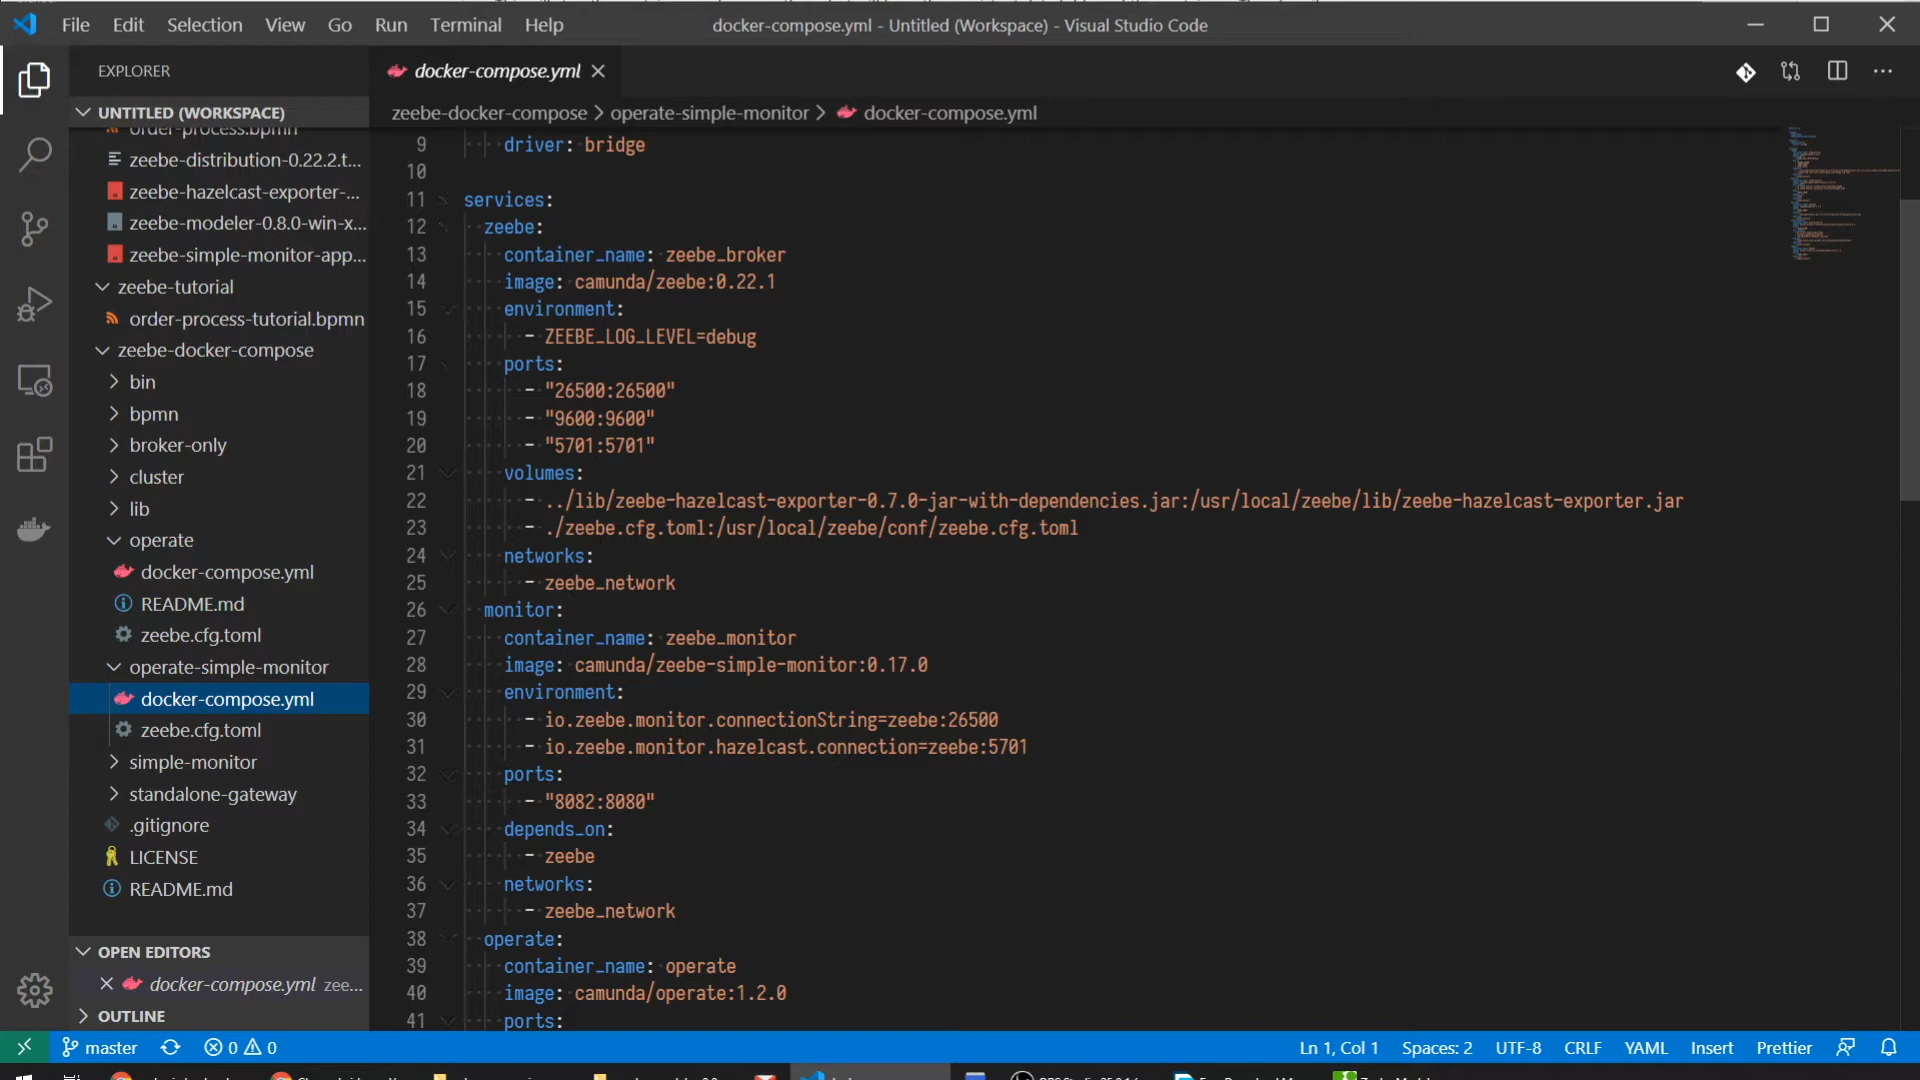 File Edit Selection View Go Run Terminal Help
docker-compose.yml - Untitled (Workspace) - Visual Studio Code
EXPLORER
UNTITLED (WORKSPACE)
order-process.bpmn
zeebe-distribution-0.22.2.t...
zeebe-hazelcast-exporter-...
zeebe-modeler-0.8.0-win-x...
zeebe-simple-monitor-app...
zeebe-tutorial
order-process-tutorial.bpmn
zeebe-docker-compose
bin
bpmn
broker-only
cluster
lib
operate
docker-compose.yml
README.md
zeebe.cfg.toml
operate-simple-monitor
docker-compose.yml
zeebe.cfg.toml
simple-monitor
standalone-gateway
.gitignore
LICENSE
README.md
OPEN EDITORS
docker-compose.yml zee...
OUTLINE
docker-compose.yml
zeebe-docker-compose > operate-simple-monitor > docker-compose.yml
9 driver: bridge
10
11 services:
12 zeebe:
13 container_name: zeebe_broker
14 image: camunda/zeebe:0.22.1
15 environment:
16 - ZEEBE_LOG_LEVEL=debug
17 ports:
18 - "26500:26500"
19 - "9600:9600"
20 - "5701:5701"
21 volumes:
22 - ../lib/zeebe-hazelcast-exporter-0.7.0-jar-with-dependencies.jar:/usr/local/zeebe/lib/zeebe-hazelcast-exporter.jar
23 - ./zeebe.cfg.toml:/usr/local/zeebe/conf/zeebe.cfg.toml
24 networks:
25 - zeebe_network
26 monitor:
27 container_name: zeebe_monitor
28 image: camunda/zeebe-simple-monitor:0.17.0
29 environment:
30 - io.zeebe.monitor.connectionString=zeebe:26500
31 - io.zeebe.monitor.hazelcast.connection=zeebe:5701
32 ports:
33 - "8082:8080"
34 depends_on:
35 - zeebe
36 networks:
37 - zeebe_network
38 operate:
39 container_name: operate
40 image: camunda/operate:1.2.0
41 ports:
master 0 0
Ln 1, Col 1 Spaces: 2 UTF-8 CRLF YAML Insert Prettier